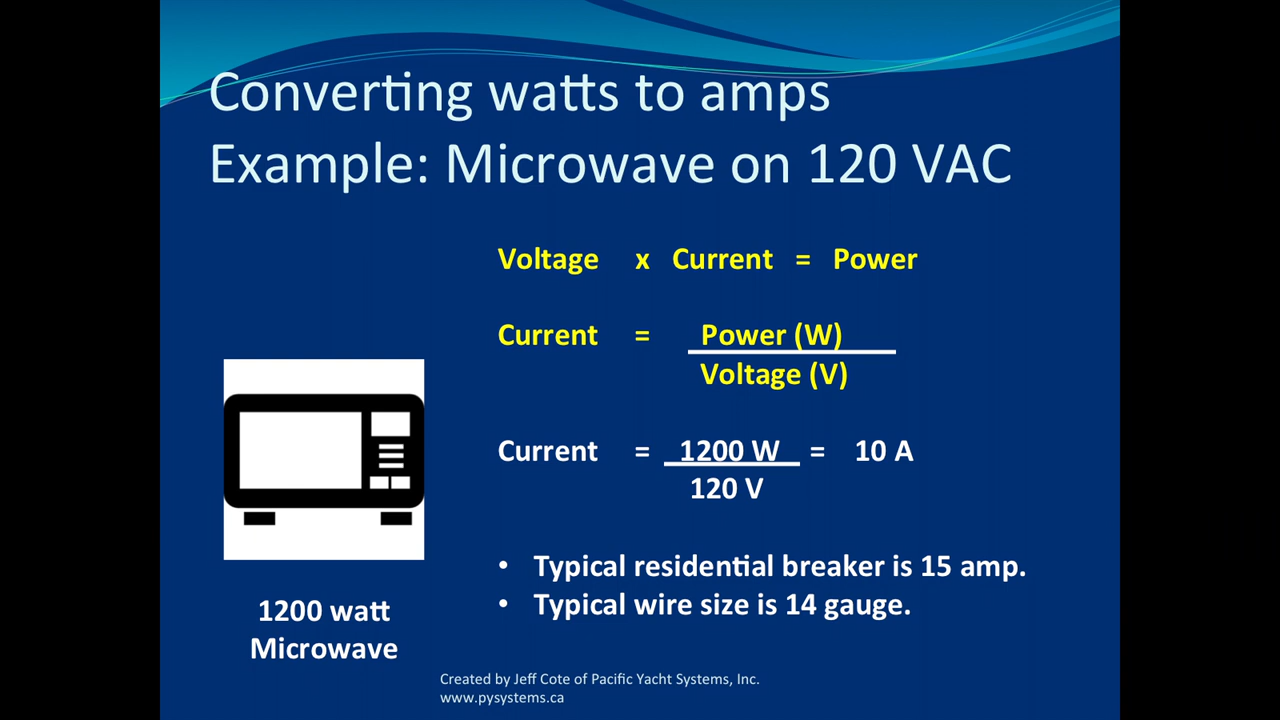 Converting watts to amps
Example: Microwave on 120 VAC
Voltage x Current = Power
Current = Power (W)
Voltage (V)
Current = 1200 W = 10 A
120 V
• Typical residential breaker is 15 amp.
• Typical wire size is 14 gauge.
1200 watt
Microwave
Created by Jeff Cote of Pacific Yacht Systems, Inc.
www.pysystems.ca